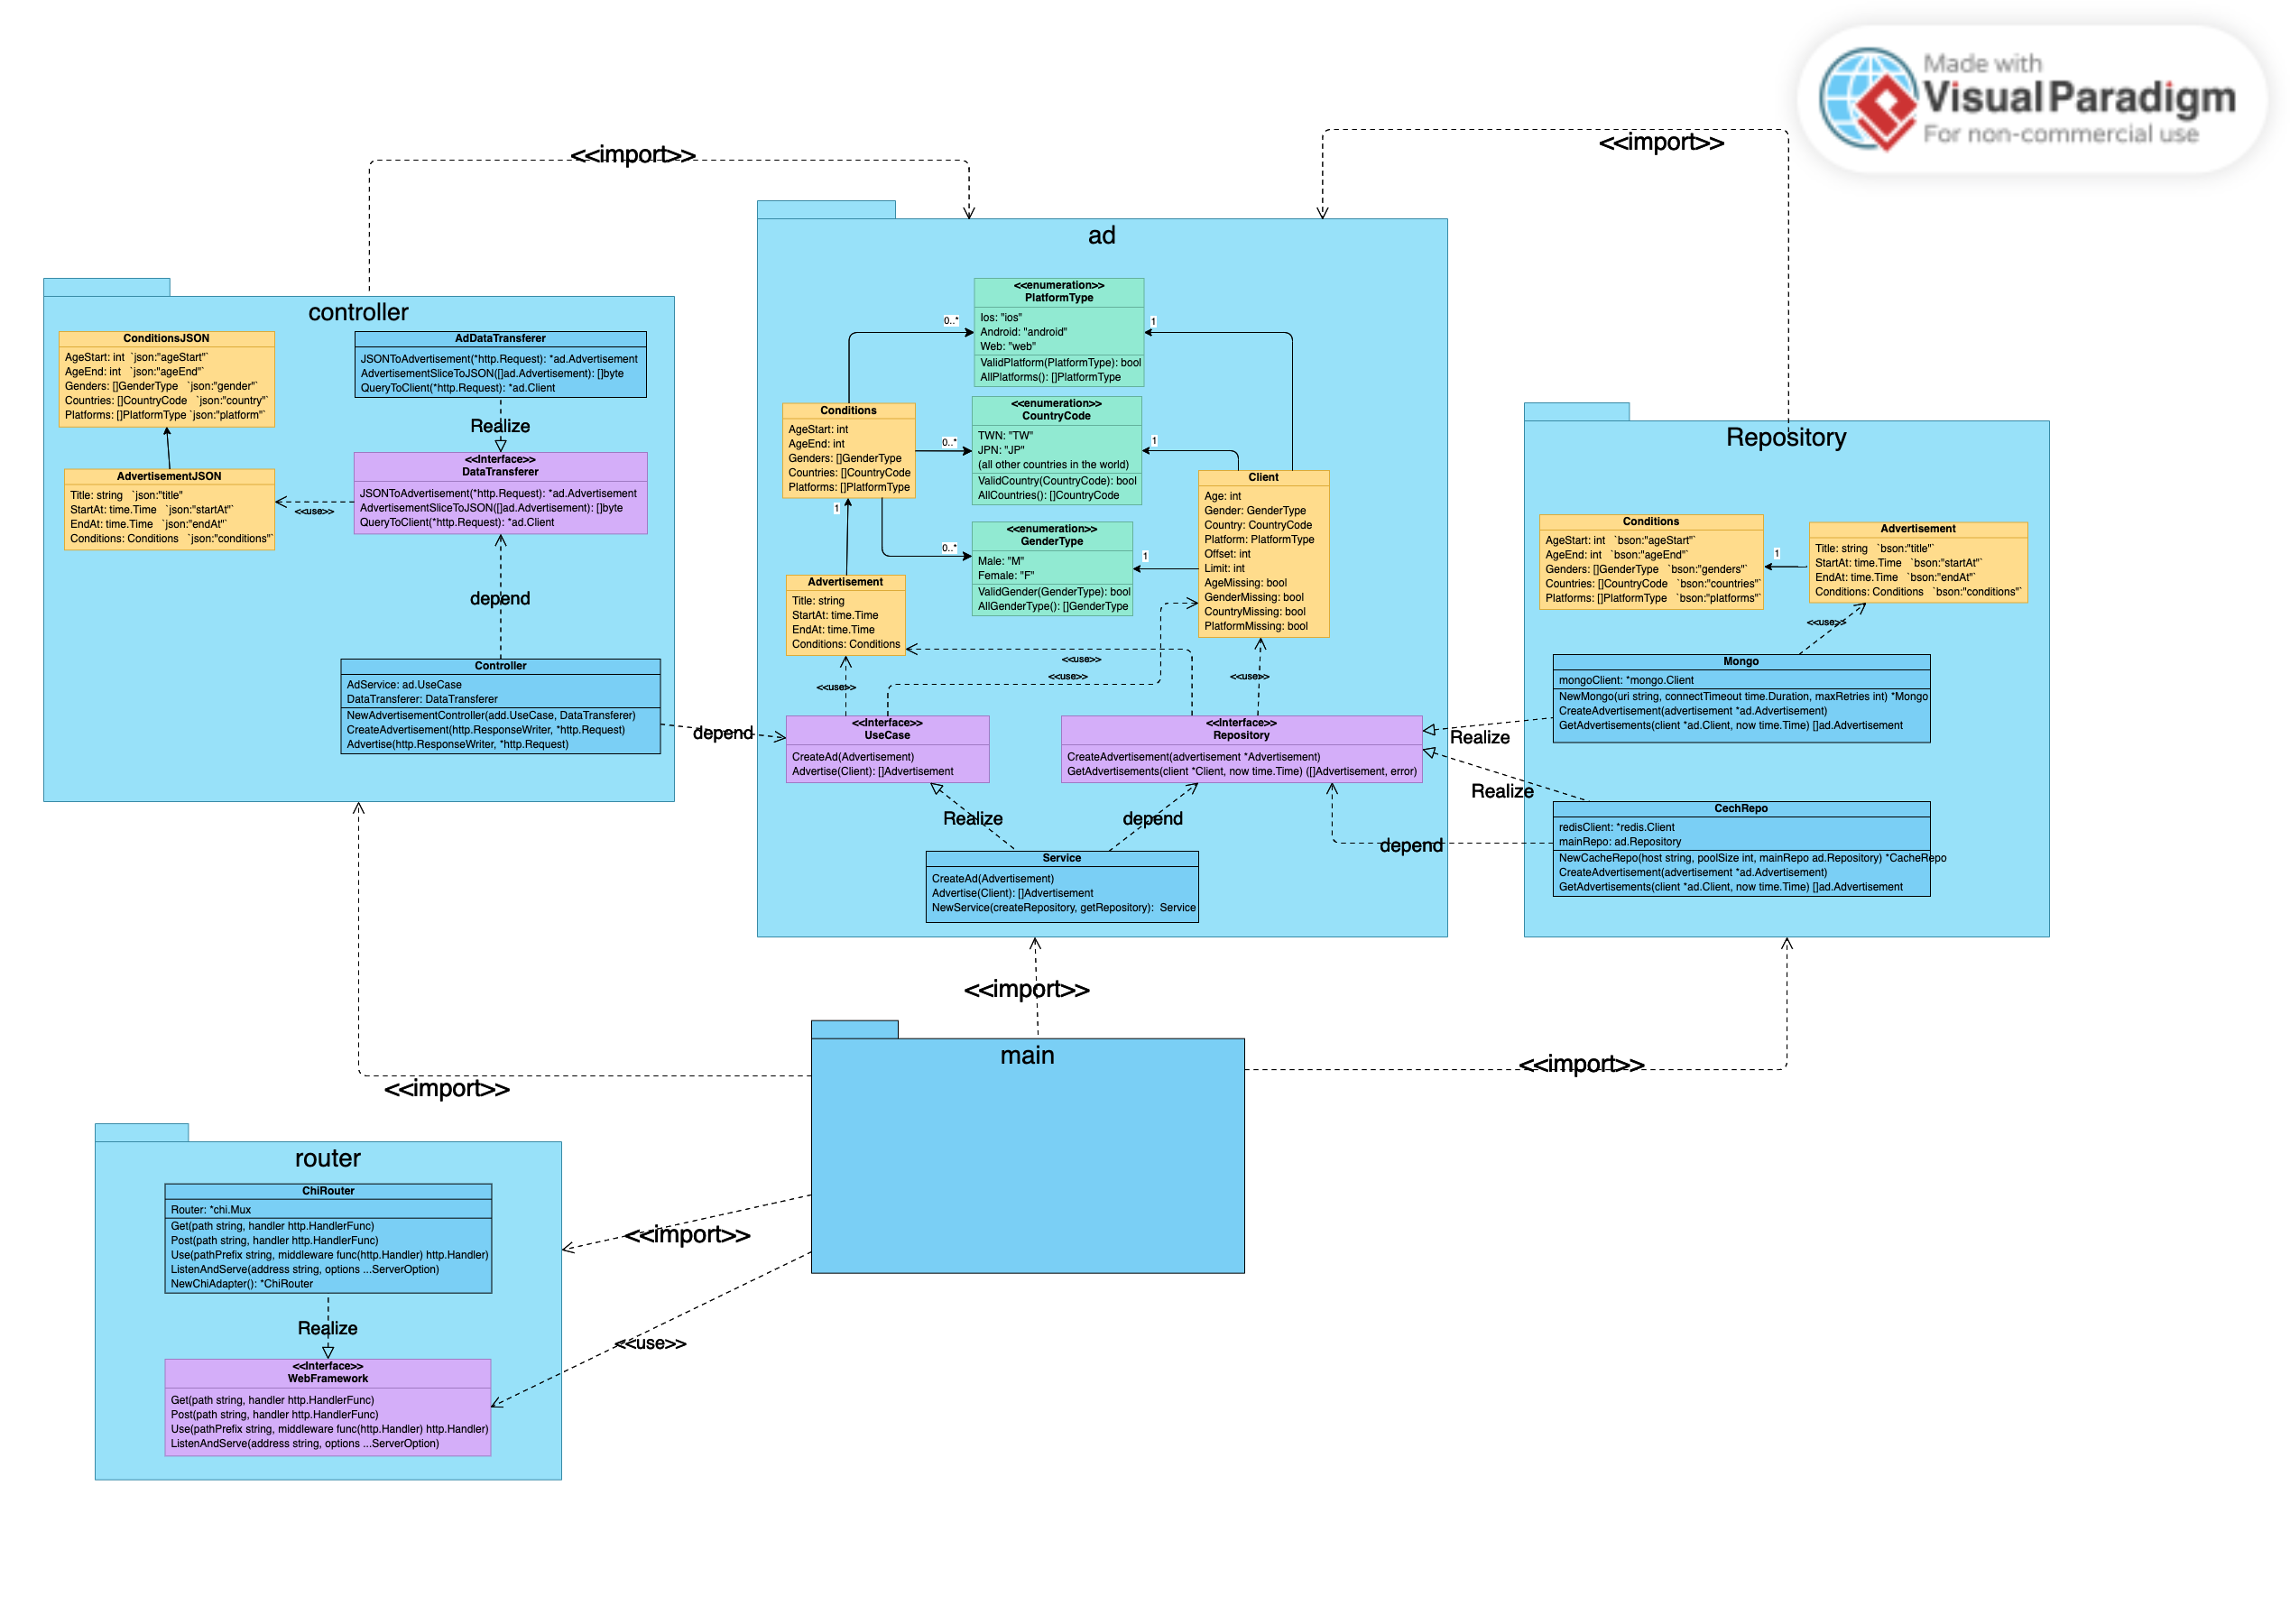 Made with
Visual Paradigm
For non-commercial use
<<import>>
<<import>>
ad
controller
ConditionsJSON
AgeStart: int `json:"ageStart"`
AgeEnd: int `json:"ageEnd"`
Genders: []GenderType `json:"gender"`
Countries: []CountryCode `json:"country"`
Platforms: []PlatformType `json:"platform"`
AdDataTransferer
JSONToAdvertisement(*http.Request): *ad.Advertisement
AdvertisementSliceToJSON([]ad.Advertisement): []byte
QueryToClient(*http.Request): *ad.Client
Realize
<<Interface>>
DataTransferer
JSONToAdvertisement(*http.Request): *ad.Advertisement
AdvertisementSliceToJSON([]ad.Advertisement): []byte
QueryToClient(*http.Request): *ad.Client
AdvertisementJSON
Title: string `json:"title"
StartAt: time.Time `json:"startAt"`
EndAt: time.Time `json:"endAt"`
Conditions: Conditions `json:"conditions"`
<<use>>
depend
Controller
AdService: ad.UseCase
DataTransferer: DataTransferer
NewAdvertisementController(add.UseCase, DataTransferer)
CreateAdvertisement(http.ResponseWriter, *http.Request)
Advertise(http.ResponseWriter, *http.Request)
depend
<<enumeration>>
PlatformType
Ios: "ios"
Android: "android"
Web: "web"
ValidPlatform(PlatformType): bool
AllPlatforms(): []PlatformType
0..*
1
<<enumeration>>
CountryCode
TWN: "TW"
JPN: "JP"
(all other countries in the world)
ValidCountry(CountryCode): bool
AllCountries(): []CountryCode
0..*
1
<<enumeration>>
GenderType
Male: "M"
Female: "F"
ValidGender(GenderType): bool
AllGenderType(): []GenderType
0..*
1
Conditions
AgeStart: int
AgeEnd: int
Genders: []GenderType
Countries: []CountryCode
Platforms: []PlatformType
1
Advertisement
Title: string
StartAt: time.Time
EndAt: time.Time
Conditions: Conditions
Client
Age: int
Gender: GenderType
Country: CountryCode
Platform: PlatformType
Offset: int
Limit: int
AgeMissing: bool
GenderMissing: bool
CountryMissing: bool
PlatformMissing: bool
<<use>>
<<use>>
<<use>>
<<use>>
<<Interface>>
UseCase
CreateAd(Advertisement)
Advertise(Client): []Advertisement
<<Interface>>
Repository
CreateAdvertisement(advertisement *Advertisement)
GetAdvertisements(client *Client, now time.Time) ([]Advertisement, error)
Realize
depend
Service
CreateAd(Advertisement)
Advertise(Client): []Advertisement
NewService(createRepository, getRepository): Service
Repository
Conditions
AgeStart: int `bson:"ageStart"`
AgeEnd: int `bson:"ageEnd"`
Genders: []GenderType `bson:"genders"`
Countries: []CountryCode `bson:"countries"`
Platforms: []PlatformType `bson:"platforms"`
1
Advertisement
Title: string `bson:"title"`
StartAt: time.Time `bson:"startAt"`
EndAt: time.Time `bson:"endAt"`
Conditions: Conditions `bson:"conditions"`
<<use>>
Mongo
mongoClient: *mongo.Client
NewMongo(uri string, connectTimeout time.Duration, maxRetries int) *Mongo
CreateAdvertisement(advertisement *ad.Advertisement)
GetAdvertisements(client *ad.Client, now time.Time) []ad.Advertisement
Realize
Realize
CechRepo
redisClient: *redis.Client
mainRepo: ad.Repository
NewCacheRepo(host string, poolSize int, mainRepo ad.Repository) *CacheRepo
CreateAdvertisement(advertisement *ad.Advertisement)
GetAdvertisements(client *ad.Client, now time.Time) []ad.Advertisement
depend
<<import>>
main
<<import>>
<<import>>
router
ChiRouter
Router: *chi.Mux
Get(path string, handler http.HandlerFunc)
Post(path string, handler http.HandlerFunc)
Use(pathPrefix string, middleware func(http.Handler) http.Handler)
ListenAndServe(address string, options ...ServerOption)
NewChiAdapter(): *ChiRouter
<<import>>
Realize
<<use>>
<<Interface>>
WebFramework
Get(path string, handler http.HandlerFunc)
Post(path string, handler http.HandlerFunc)
Use(pathPrefix string, middleware func(http.Handler) http.Handler)
ListenAndServe(address string, options ...ServerOption)